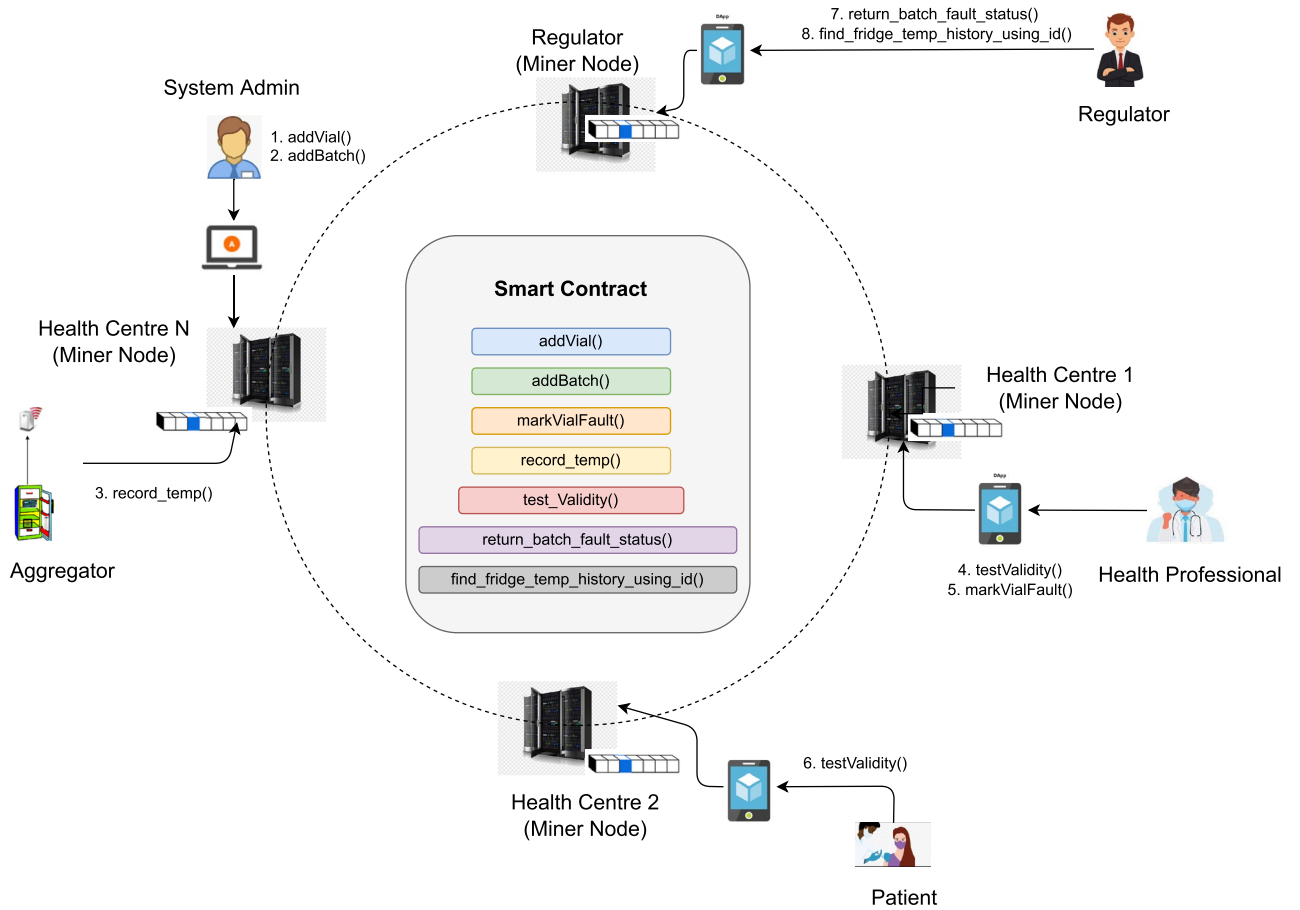 DApp
7. return_batch_fault_status()
8. find_fridge_temp_history_using_id()
Regulator
(Miner Node)
Regulator
System Admin
1. addVial()
2. addBatch()
A
Smart Contract
addVial()
addBatch()
markVialFault()
record_temp()
test_Validity()
return_batch_fault_status()
find_fridge_temp_history_using_id()
Health Centre N
(Miner Node)
3. record_temp()
Aggregator
Health Centre 1
(Miner Node)
DApp
4. testValidity()
5. markVialFault()
Health Professional
6. testValidity()
Health Centre 2
(Miner Node)
Patient